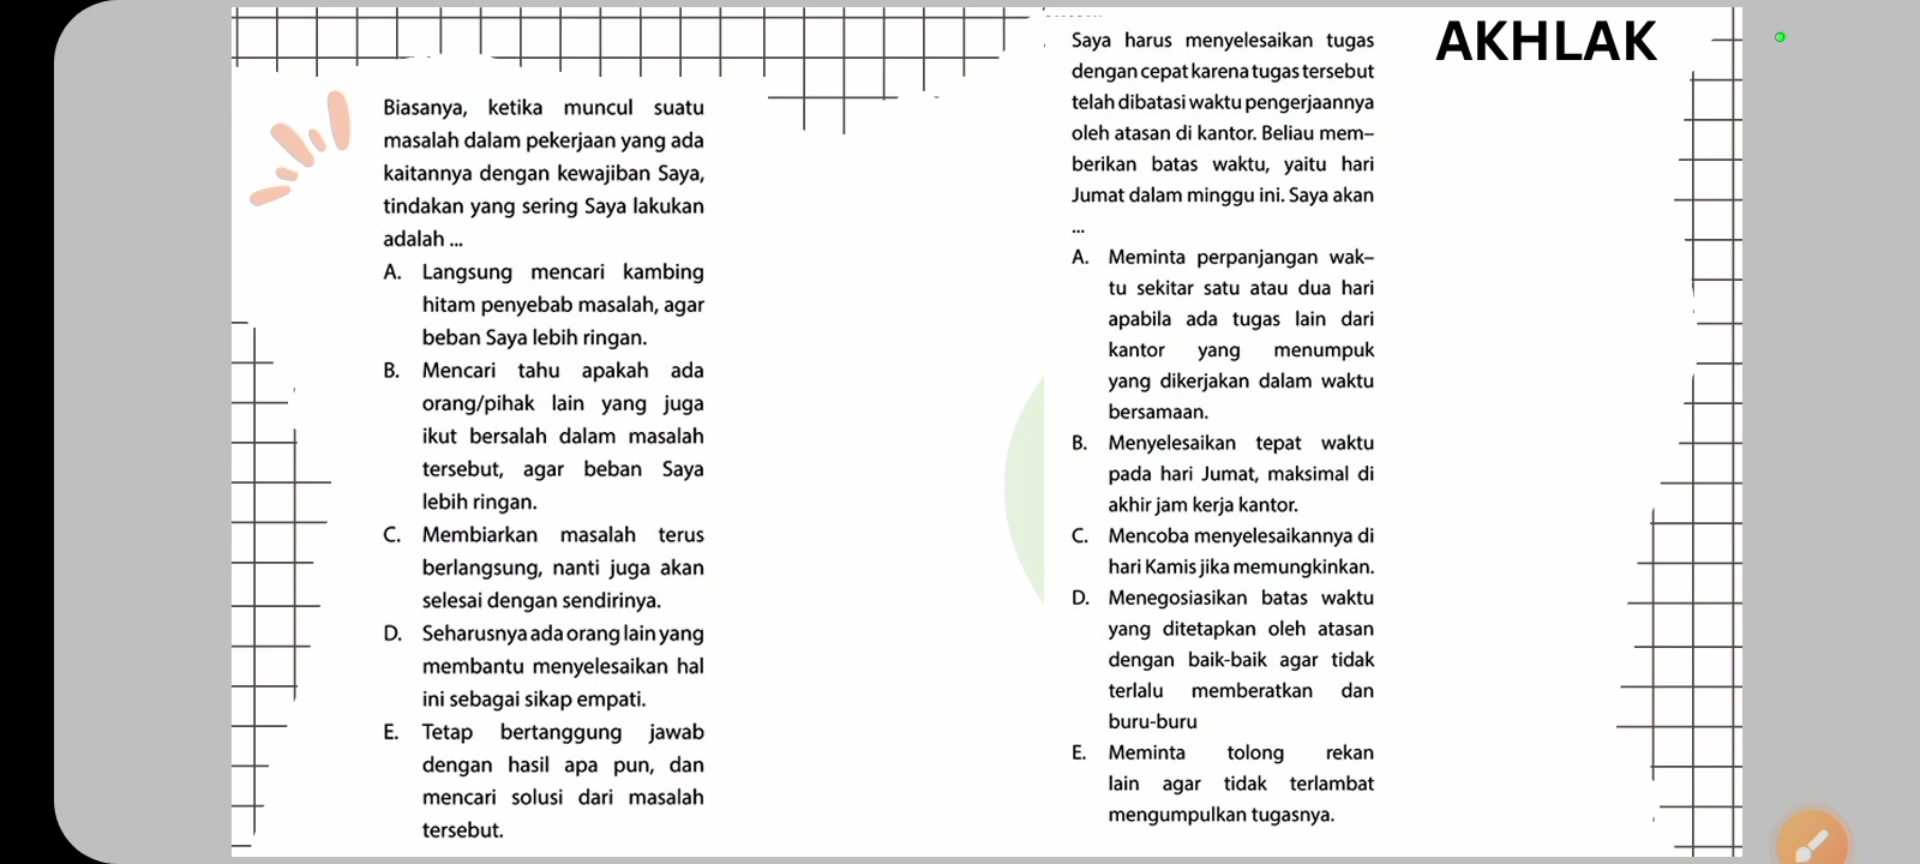 Biasanya, ketika muncul suatu
masalah dalam pekerjaan yang ada
kaitannya dengan kewajiban Saya,
tindakan yang sering Saya lakukan
adalah ...
A. Langsung mencari kambing
hitam penyebab masalah, agar
beban Saya lebih ringan.
B. Mencari tahu apakah ada
orang/pihak lain yang juga
ikut bersalah dalam masalah
tersebut, agar beban Saya
lebih ringan.
C. Membiarkan masalah terus
berlangsung, nanti juga akan
selesai dengan sendirinya.
D. Seharusnya ada orang lain yang
membantu menyelesaikan hal
ini sebagai sikap empati.
E. Tetap bertanggung jawab
dengan hasil apa pun, dan
mencari solusi dari masalah
tersebut.
Saya harus menyelesaikan tugas
dengan cepat karena tugas tersebut
telah dibatasi waktu pengerjaannya
oleh atasan di kantor. Beliau mem-
berikan batas waktu, yaitu hari
Jumat dalam minggu ini. Saya akan
...
A. Meminta perpanjangan wak-
tu sekitar satu atau dua hari
apabila ada tugas lain dari
kantor yang menumpuk
yang dikerjakan dalam waktu
bersamaan.
B. Menyelesaikan tepat waktu
pada hari Jumat, maksimal di
akhir jam kerja kantor.
C. Mencoba menyelesaikannya di
hari Kamis jika memungkinkan.
D. Menegosiasikan batas waktu
yang ditetapkan oleh atasan
dengan baik-baik agar tidak
terlalu memberatkan dan
buru-buru
E. Meminta tolong rekan
lain agar tidak terlambat
mengumpulkan tugasnya.
AKHLAK